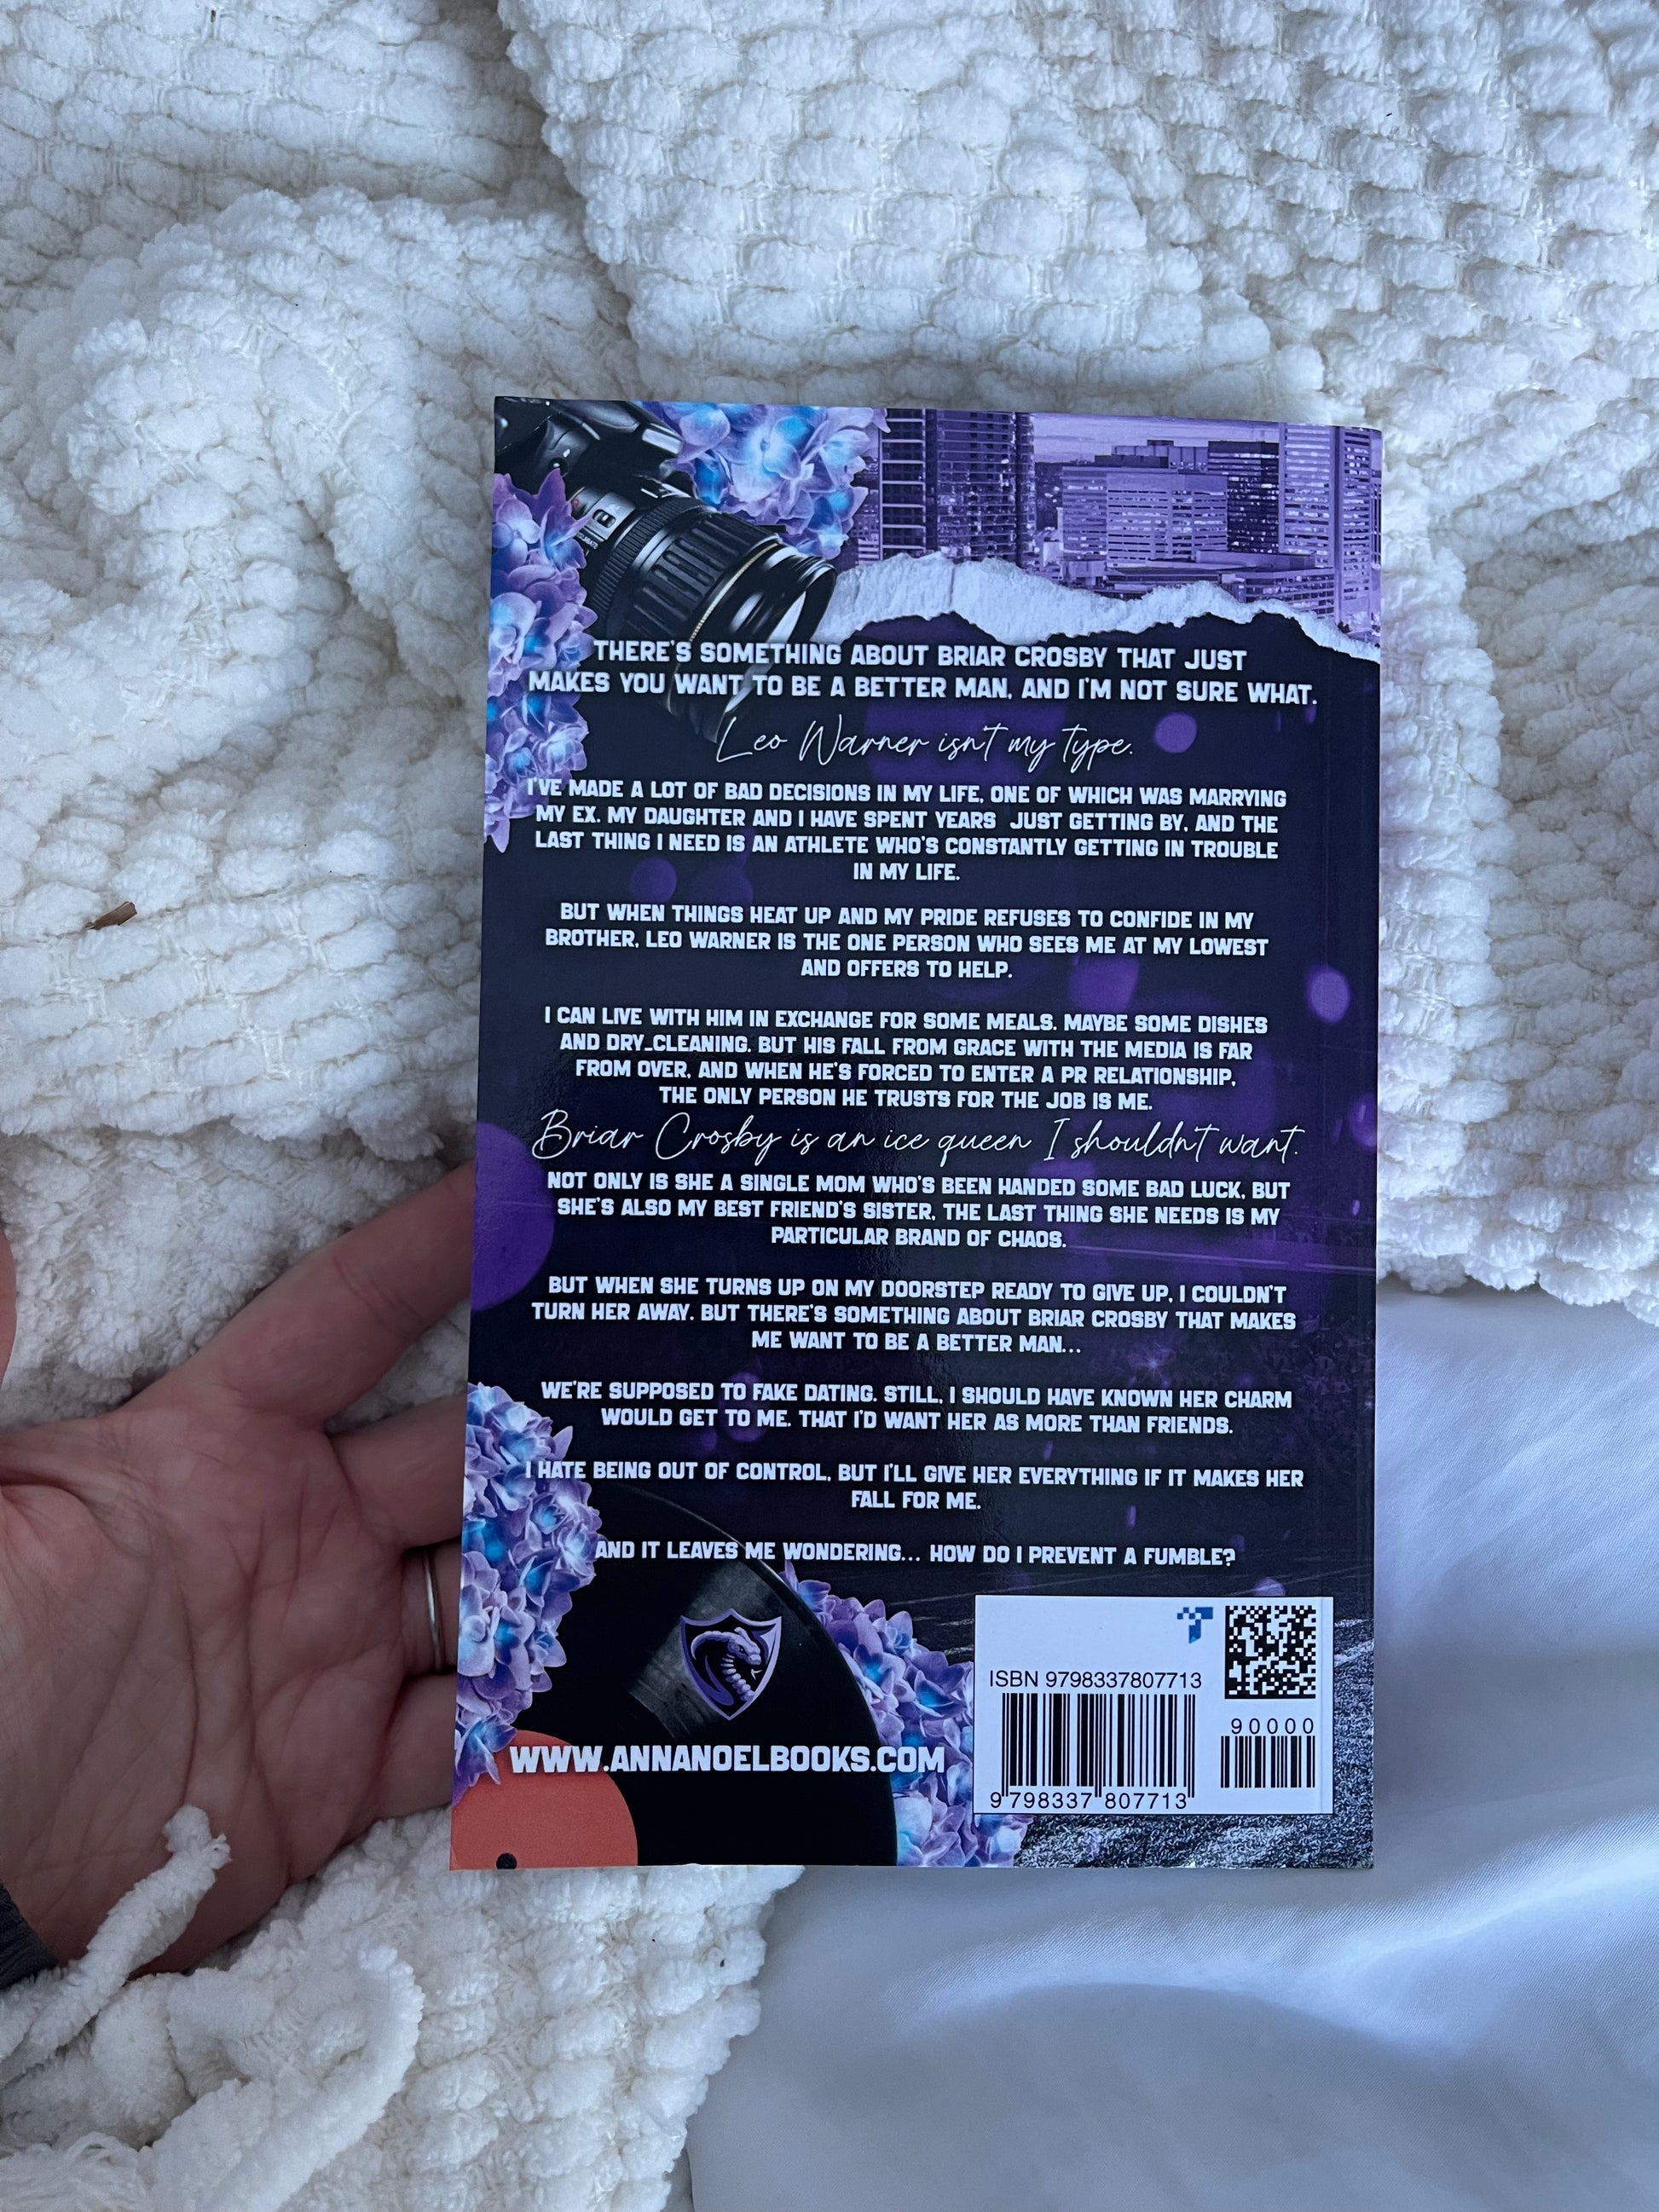 THERE'S SOMETHING ABOUT BRIAR CROSBY THAT JUST
MAKES YOU WANT TO BE A BETTER MAN, AND I'M NOT SURE WHAT.
Leo Warner isn't my type.
I'VE MADE A LOT OF BAD DECISIONS IN MY LIFE, ONE OF WHICH WAS MARRYING
MY EX. MY DAUGHTER AND I HAVE SPENT YEARS JUST GETTING BY, AND THE
LAST THING I NEED IS AN ATHLETE WHO'S CONSTANTLY GETTING IN TROUBLE
IN MY LIFE.
BUT WHEN THINGS HEAT UP AND MY PRIDE REFUSES TO CONFIDE IN MY
BROTHER, LEO WARNER IS THE ONE PERSON WHO SEES ME AT MY LOWEST
AND OFFERS TO HELP.
I CAN LIVE WITH HIM IN EXCHANGE FOR SOME MEALS. MAYBE SOME DISHES
AND DRY-CLEANING. BUT HIS FALL FROM GRACE WITH THE MEDIA IS FAR
FROM OVER, AND WHEN HE'S FORCED TO ENTER A PR RELATIONSHIP,
THE ONLY PERSON HE TRUSTS FOR THE JOB IS ME.
Briar Crosby is an ice queen I shouldn't want.
NOT ONLY IS SHE A SINGLE MOM WHO'S BEEN HANDED SOME BAD LUCK, BUT
SHE'S ALSO MY BEST FRIEND'S SISTER, THE LAST THING SHE NEEDS IS MY
PARTICULAR BRAND OF CHAOS.
BUT WHEN SHE TURNS UP ON MY DOORSTEP READY TO GIVE UP, I COULDN'T
TURN HER AWAY. BUT THERE'S SOMETHING ABOUT BRIAR CROSBY THAT MAKES
ME WANT TO BE A BETTER MAN...
WE'RE SUPPOSED TO FAKE DATING. STILL, I SHOULD HAVE KNOWN HER CHARM
WOULD GET TO ME. THAT I'D WANT HER AS MORE THAN FRIENDS.
I HATE BEING OUT OF CONTROL, BUT I'LL GIVE HER EVERYTHING IF IT MAKES HER
FALL FOR ME.
AND IT LEAVES ME WONDERING... HOW DO I PREVENT A FUMBLE?
WWW.ANNANOELBOOKS.COM
ISBN 9798337807713
90000
9 798337 807713